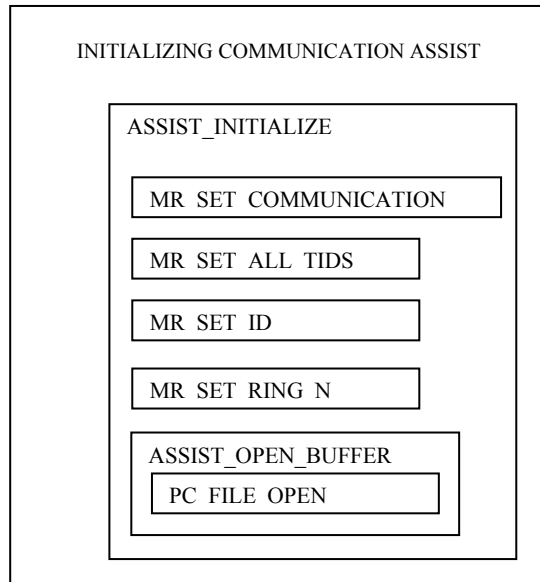 INITIALIZING COMMUNICATION ASSIST
ASSIST_INITIALIZE
MR SET COMMUNICATION
MR SET ALL TIDS
MR SET ID
MR SET RING N
ASSIST_OPEN_BUFFER
PC FILE OPEN